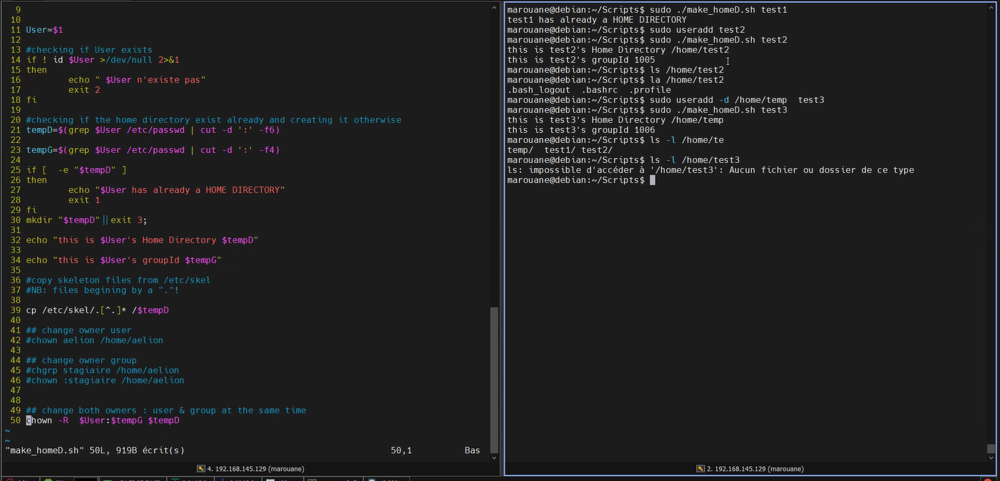 9
10
11 User=$1
12
13 #checking if User exists
14 if ! id $User >/dev/null 2>&1
15 then
16         echo " $User n'existe pas"
17         exit 2
18 fi
19
20 #checking if the home directory exist already and creating it otherwise
21 tempD=$(grep $User /etc/passwd | cut -d ':' -f6)
22
23 tempG=$(grep $User /etc/passwd | cut -d ':' -f4)
24
25 if [  -e "$tempD" ]
26 then
27         echo "$User has already a HOME DIRECTORY"
28         exit 1
29 fi
30 mkdir "$tempD"||exit 3;
31
32 echo "this is $User's Home Directory $tempD"
33
34 echo "this is $User's groupId $tempG"
35
36 #copy skeleton files from /etc/skel
37 #NB: files begining by a "."!
38
39 cp /etc/skel/.[^.]* /$tempD
40
41 ## change owner user
42 #chown aelion /home/aelion
43
44 ## change owner group
45 #chgrp stagiaire /home/aelion
46 #chown :stagiaire /home/aelion
47
48
49 ## change both owners : user & group at the same time
50 chown -R  $User:$tempG $tempD
~
~
"make_homeD.sh" 50L, 919B écrit(s) 50,1 Bas
4. 192.168.145.129 (marouane)
marouane@debian:~/Scripts$ sudo ./make_homeD.sh test1
test1 has already a HOME DIRECTORY
marouane@debian:~/Scripts$ sudo useradd test2
marouane@debian:~/Scripts$ sudo ./make_homeD.sh test2
this is test2's Home Directory /home/test2
this is test2's groupId 1005
marouane@debian:~/Scripts$ ls /home/test2
marouane@debian:~/Scripts$ la /home/test2
.bash_logout  .bashrc  .profile
marouane@debian:~/Scripts$ sudo useradd -d /home/temp  test3
marouane@debian:~/Scripts$ sudo ./make_homeD.sh test3
this is test3's Home Directory /home/temp
this is test3's groupId 1006
marouane@debian:~/Scripts$ ls -l /home/te
temp/  test1/ test2/
marouane@debian:~/Scripts$ ls -l /home/test3
ls: impossible d'accéder à '/home/test3': Aucun fichier ou dossier de ce type
marouane@debian:~/Scripts$
2. 192.168.145.129 (marouane)